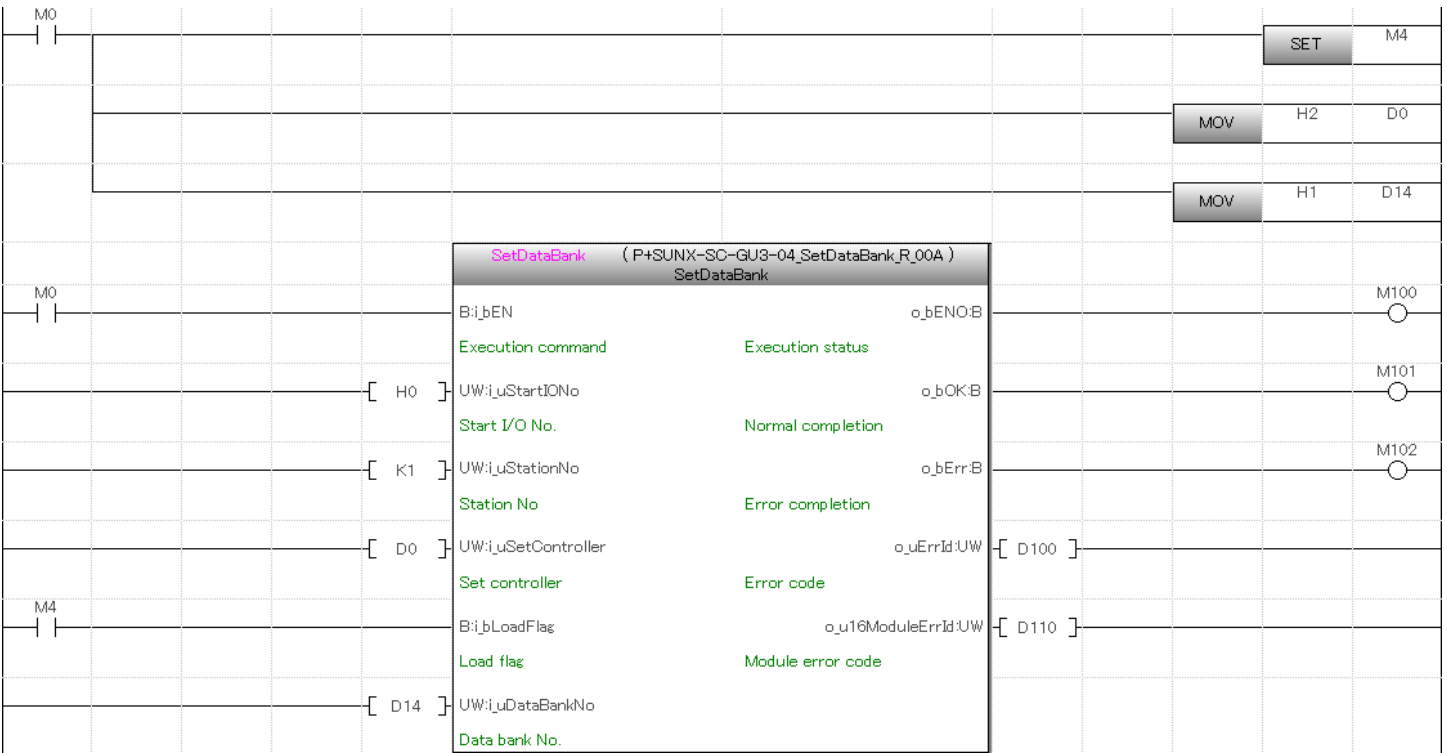 M0
SET M4
MOV H2 D0
MOV H1 D14
SetDataBank (P+SUNX-SC-GU3-04_SetDataBank_R_00A)
SetDataBank
M0 M100
B:i_bEN o_bENO:B
Execution command Execution status
M101
H0 UW:i_uStartIONo o_bOK:B
Start I/O No. Normal completion
M102
K1 UW:i_uStationNo o_bErr:B
Station No Error completion
D0 UW:i_uSetController o_uErrId:UW D100
Set controller Error code
M4
B:i_bLoadFlag o_u16ModuleErrId:UW D110
Load flag Module error code
D14 UW:i_uDataBankNo
Data bank No.